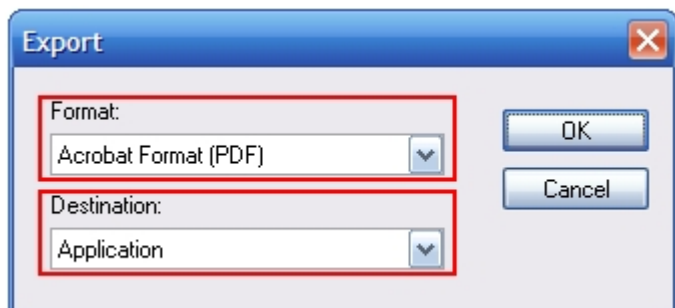 Export
Format:
Acrobat Format (PDF)
OK
Destination:
Cancel
Application